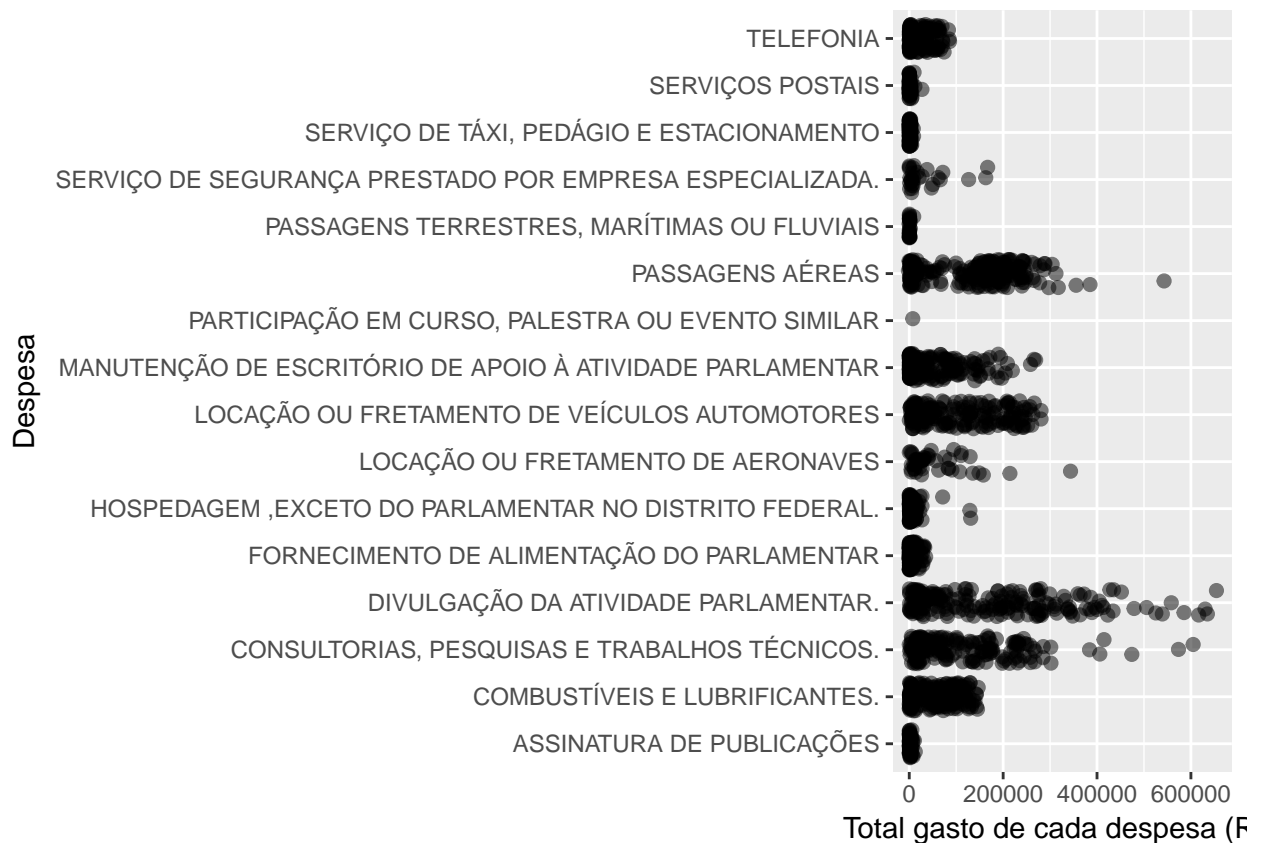 TELEFONIA
SERVIÇOS POSTAIS
SERVIÇO DE TÁXI, PEDÁGIO E ESTACIONAMENTO
SERVIÇO DE SEGURANÇA PRESTADO POR EMPRESA ESPECIALIZADA.
PASSAGENS TERRESTRES, MARÍTIMAS OU FLUVIAIS
PASSAGENS AÉREAS
PARTICIPAÇÃO EM CURSO, PALESTRA OU EVENTO SIMILAR
MANUTENÇÃO DE ESCRITÓRIO DE APOIO À ATIVIDADE PARLAMENTAR
LOCAÇÃO OU FRETAMENTO DE VEÍCULOS AUTOMOTORES
LOCAÇÃO OU FRETAMENTO DE AERONAVES
HOSPEDAGEM ,EXCETO DO PARLAMENTAR NO DISTRITO FEDERAL.
FORNECIMENTO DE ALIMENTAÇÃO DO PARLAMENTAR
DIVULGAÇÃO DA ATIVIDADE PARLAMENTAR.
CONSULTORIAS, PESQUISAS E TRABALHOS TÉCNICOS.
COMBUSTÍVEIS E LUBRIFICANTES.
ASSINATURA DE PUBLICAÇÕES
Despesa
0 200000 400000 600000
Total gasto de cada despesa (R